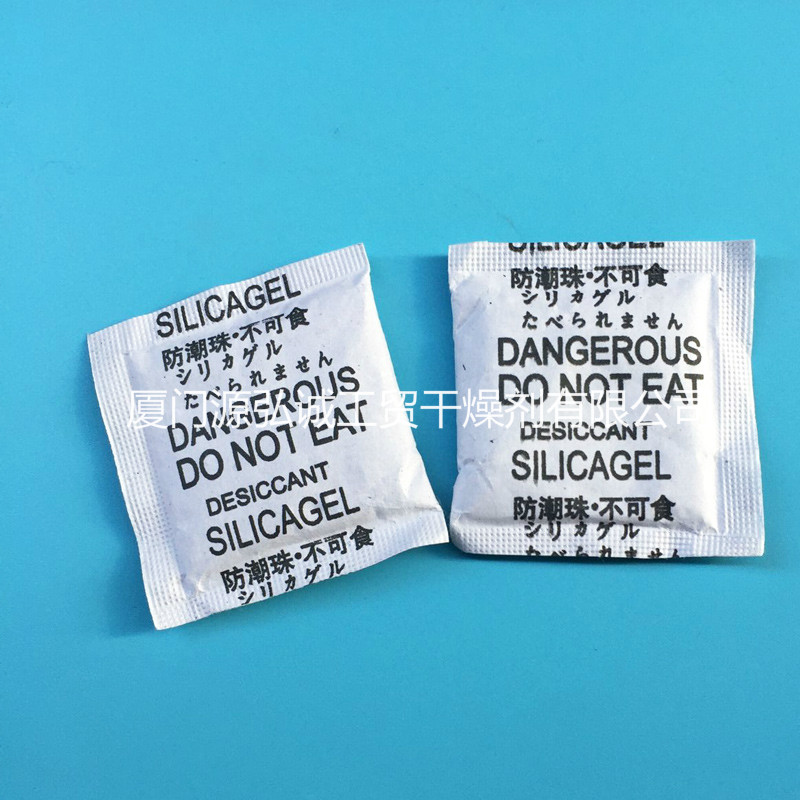 SILICAGEL
防潮珠·不可食
シリカゲル
たべられません
DANGEROUS
DO NOT EAT
DESICCANT
SILICAGEL
防潮珠·不可食
シリカゲル
SILICAGEL
防潮珠·不可食
シリカゲル
たべられません
DANGEROUS
DO NOT EAT
DESICCANT
SILICAGEL
防潮珠·不可食
シリカゲル
たべられません
厦门源弘诚工贸干燥剂有限公司